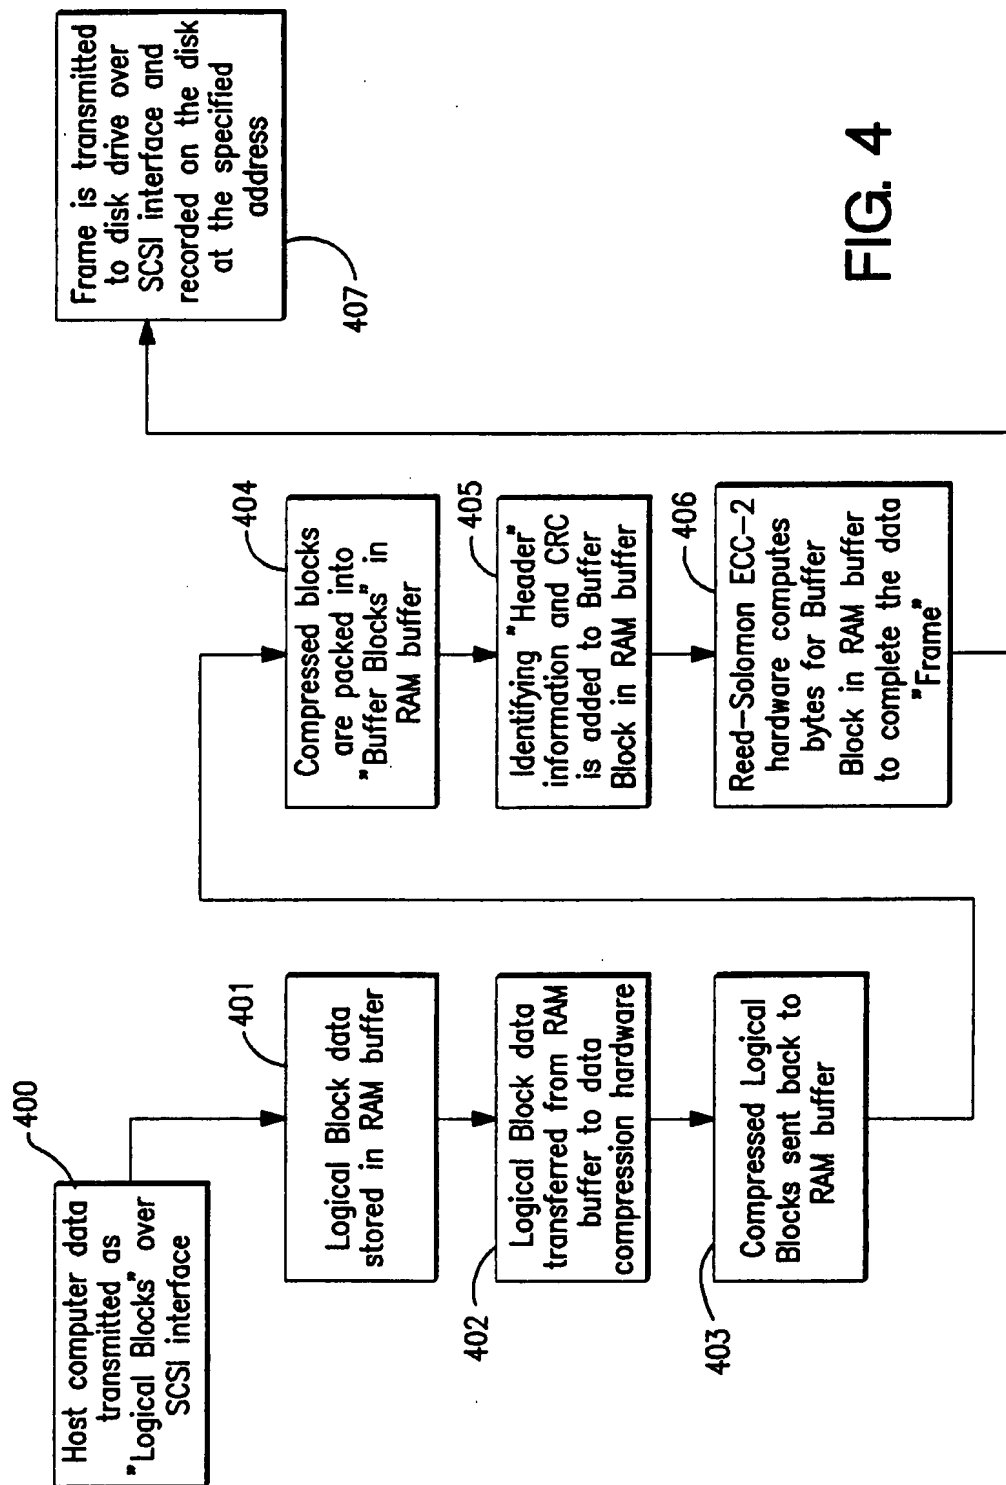 400
Host computer data
transmitted as
"Logical Blocks" over
SCSI interface
401
Logical Block data
stored in RAM buffer
402
Logical Block data
transferred from RAM
buffer to data
compression hardware
403
Compressed Logical
Blocks sent back to
RAM buffer
404
Compressed blocks
are packed into
"Buffer Blocks" in
RAM buffer
405
Identifying "Header"
information and CRC
is added to Buffer
Block in RAM buffer
406
Reed-Solomon ECC-2
hardware computes
bytes for Buffer
Block in RAM buffer
to complete the data
"Frame"
407
Frame is transmitted
to disk drive over
SCSI interface and
recorded on the disk
at the specified
address
FIG. 4